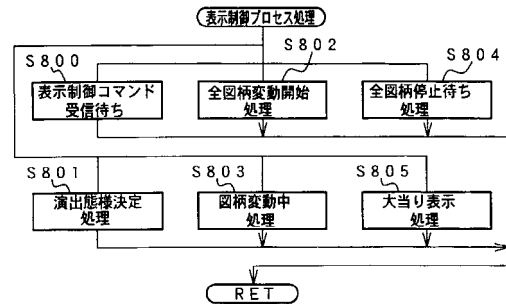 表示制御プロセス処理
S800
S802
S804
表示制御コマンド
受信待ち
全図柄変動開始
処理
全図柄停止待ち
処理
S801
S803
S805
演出態様決定
処理
図柄変動中
処理
大当り表示
処理
RET